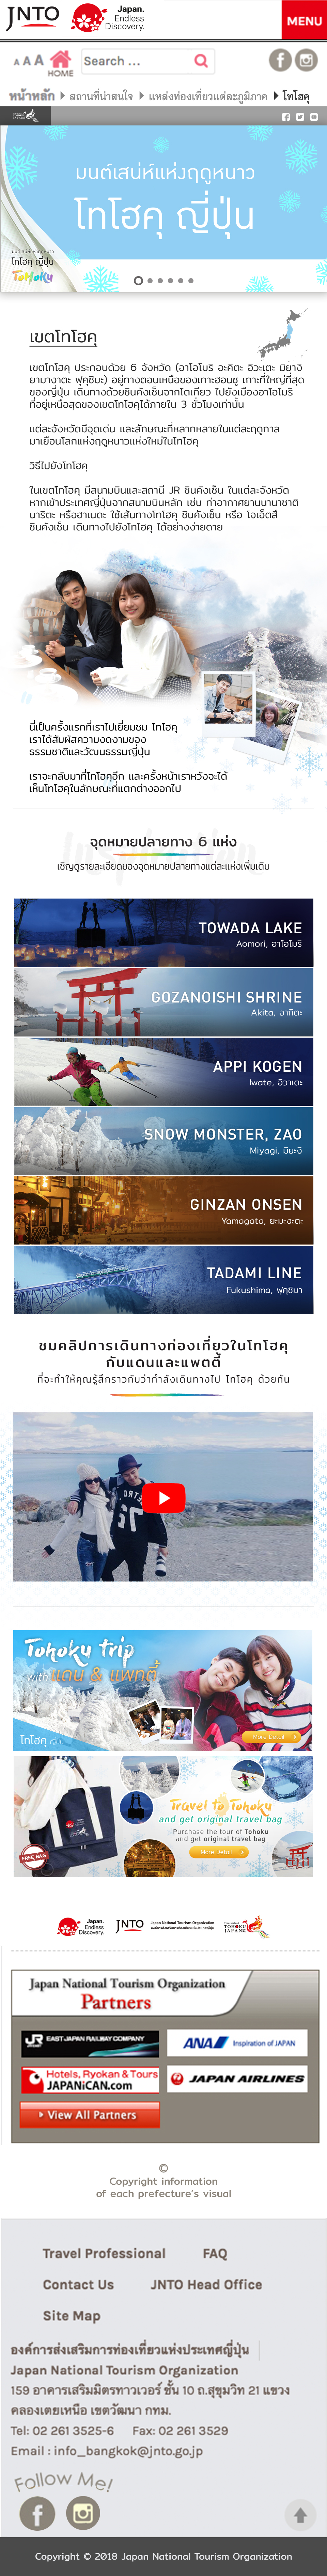 JNTO
Japan.
Endless
Discovery.
MENU
A A A
HOME
Search ...
หน้าหลัก
สถานที่น่าสนใจ
แหล่งท่องเที่ยวแต่ละภูมิภาค
โทโฮคุ
มนต์เสน่ห์แห่งฤดูหนาว
โทโฮคุ ญี่ปุ่น
มนต์เสน่ห์แห่งฤดูหนาว
โทโฮคุ ญี่ปุ่น
ToHoKu
เขตโทโฮคุ
เขตโทโฮคุ ประกอบด้วย 6 จังหวัด (อาโอโมริ อะคิตะ อิวะเตะ มิยางิ
ยามางาตะ ฟุคุชิมะ) อยู่ทางตอนเหนือของเกาะฮอนชู เกาะที่ใหญ่ที่สุด
ของญี่ปุ่น เดินทางด้วยชินคังเซ็นจากโตเกียว ไปยังเมืองอาโอโมริ
ที่อยู่เหนือสุดของเขตโทโฮคุได้ภายใน 3 ชั่วโมงเท่านั้น
แต่ละจังหวัดมีจุดเด่น และลักษณะที่หลากหลายในแต่ละฤดูกาล
มาเยือนโลกแห่งฤดูหนาวแห่งใหม่ในโทโฮคุ
วิธีไปยังโทโฮคุ
ในเขตโทโฮคุ มีสนามบินและสถานี JR ชินคังเซ็น ในแต่ละจังหวัด
หากเข้าประเทศญี่ปุ่นจากสนามบินหลัก เช่น ท่าอากาศยานนานาชาติ
นาริตะ หรือฮาเนดะ ใช้เส้นทางโทโฮคุ ชินคังเซ็น หรือ โจเอ็ตสึ
ชินคังเซ็น เดินทางไปยังโทโฮคุ ได้อย่างง่ายดาย
นี่เป็นครั้งแรกที่เราไปเยี่ยมชม โทโฮคุ
เราได้สัมผัสความงดงามของ
ธรรมชาติและวัฒนธรรมญี่ปุ่น
เราจะกลับมาที่โทโฮคุอีก และครั้งหน้าเราหวังจะได้
เห็นโทโฮคุในลักษณะที่แตกต่างออกไป
จุดหมายปลายทาง 6 แห่ง
เชิญดูรายละเอียดของจุดหมายปลายทางแต่ละแห่งเพิ่มเติม
TOWADA LAKE
Aomori, อาโอโมริ
GOZANOISHI SHRINE
Akita, อากิตะ
APPI KOGEN
Iwate, อิวาเตะ
SNOW MONSTER, ZAO
Miyagi, มิยะงิ
GINZAN ONSEN
Yamagata, ยะมะงะตะ
TADAMI LINE
Fukushima, ฟุคุชิมา
ชมคลิปการเดินทางท่องเที่ยวในโทโฮคุ
กับแดนและแพตตี้
ที่จะทำให้คุณรู้สึกราวกับว่ากำลังเดินทางไป โทโฮคุ ด้วยกัน
Tohoku trip
with แดน & แพตตี้
โทโฮคุ
More Detail
Travel to Tohoku
and get original travel bag
Purchase the tour of Tohoku
and get original travel bag
More Detail
FREE BAG
Japan.
Endless
Discovery.
JNTO
Japan National Tourism Organization
องค์การส่งเสริมการท่องเที่ยวแห่งประเทศญี่ปุ่น
TOHOKU
JAPAN
Japan National Tourism Organization
Partners
JR EAST JAPAN RAILWAY COMPANY
ANA Inspiration of JAPAN
Hotels, Ryokan & Tours
JAPANiCAN.com
JAPAN AIRLINES
View All Partners
©
Copyright information
of each prefecture's visual
Travel Professional
FAQ
Contact Us
JNTO Head Office
Site Map
องค์การส่งเสริมการท่องเที่ยวแห่งประเทศญี่ปุ่น
Japan National Tourism Organization
159 อาคารเสริมมิตรทาวเวอร์ ชั้น 10 ถ.สุขุมวิท 21 แขวง
คลองเตยเหนือ เขตวัฒนา กทม.
Tel: 02 261 3525-6 Fax: 02 261 3529
Email : info_bangkok@jnto.go.jp
Follow Me!
Copyright © 2018 Japan National Tourism Organization